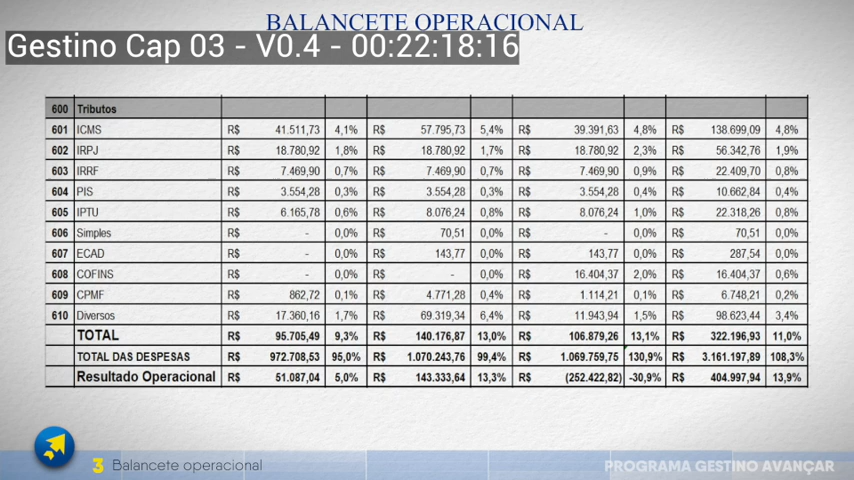 BALANCETE OPERACIONAL
Gestino Cap 03 - V0.4 - 00:22:18:16
600 Tributos
601 ICMS R$ 41.511,73 4,1% R$ 57.795,73 5,4% R$ 39.391,63 4,8% R$ 138.699,09 4,8%
602 IRPJ R$ 18.780,92 1,8% R$ 18.780,92 1,7% R$ 18.780,92 2,3% R$ 56.342,76 1,9%
603 IRRF R$ 7.469,90 0,7% R$ 7.469,90 0,7% R$ 7.469,90 0,9% R$ 22.409,70 0,8%
604 PIS R$ 3.554,28 0,3% R$ 3.554,28 0,3% R$ 3.554,28 0,4% R$ 10.662,84 0,4%
605 IPTU R$ 6.165,78 0,6% R$ 8.076,24 0,8% R$ 8.076,24 1,0% R$ 22.318,26 0,8%
606 Simples R$ - 0,0% R$ 70,51 0,0% R$ - 0,0% R$ 70,51 0,0%
607 ECAD R$ - 0,0% R$ 143,77 0,0% R$ 143,77 0,0% R$ 287,54 0,0%
608 COFINS R$ - 0,0% R$ - 0,0% R$ 16.404,37 2,0% R$ 16.404,37 0,6%
609 CPMF R$ 862,72 0,1% R$ 4.771,28 0,4% R$ 1.114,21 0,1% R$ 6.748,21 0,2%
610 Diversos R$ 17.360,16 1,7% R$ 69.319,34 6,4% R$ 11.943,94 1,5% R$ 98.623,44 3,4%
TOTAL R$ 95.705,49 9,3% R$ 140.176,87 13,0% R$ 106.879,26 13,1% R$ 322.196,93 11,0%
TOTAL DAS DESPESAS R$ 972.708,53 95,0% R$ 1.070.243,76 99,4% R$ 1.069.759,75 130,9% R$ 3.161.197,89 108,3%
Resultado Operacional R$ 51.087,04 5,0% R$ 143.333,64 13,3% R$ (252.422,82) -30,9% R$ 404.997,94 13,9%
3 Balancete operacional
PROGRAMA GESTINO AVANÇAR